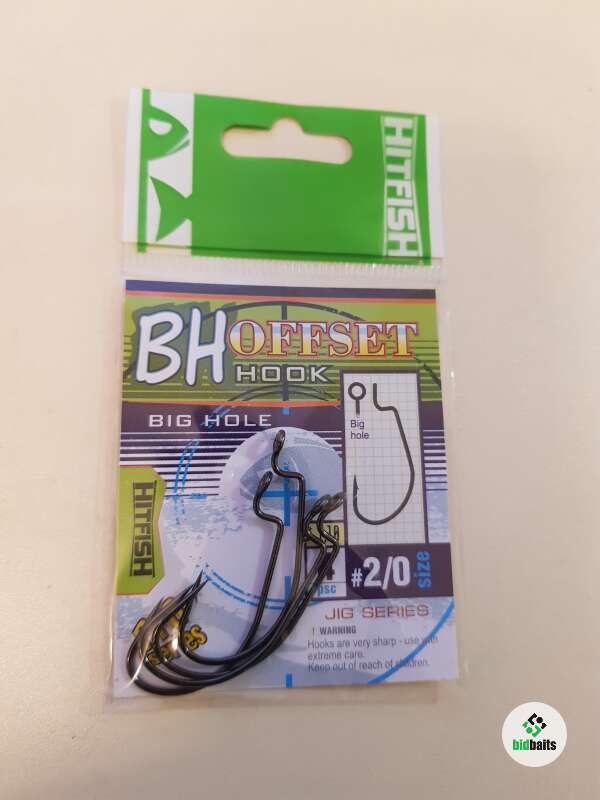 HITFISH
BH OFFSET
HOOK
BIG HOLE
Big
hole
HITFISH
#2/0 size
psc
JIG SERIES
! WARNING
Hooks are very sharp - use with
extreme care.
Keep out of reach of children.
bidbaits